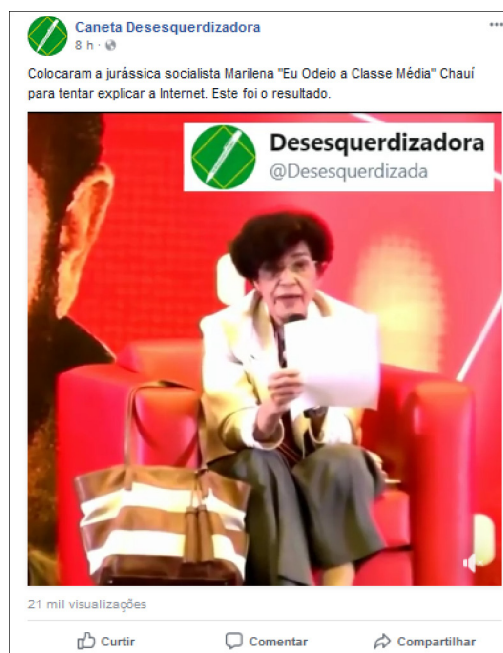 Caneta Desesquerdizadora
8 h ·
Colocaram a jurássica socialista Marilena "Eu Odeio a Classe Média" Chauí
para tentar explicar a Internet. Este foi o resultado.
Desesquerdizadora
@Desesquerdizada
21 mil visualizações
Curtir
Comentar
Compartilhar